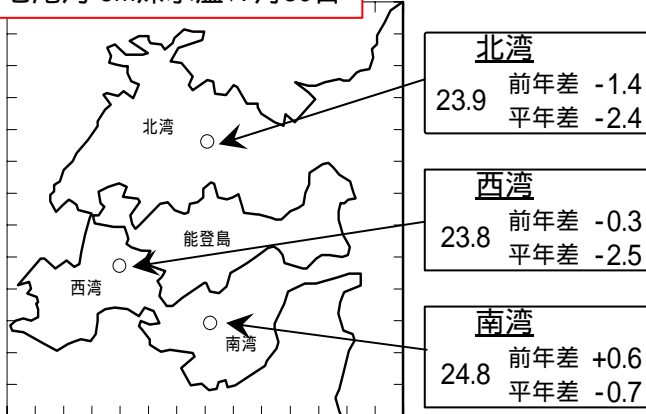 北湾
23.9
前年差 -1.4
平年差 -2.4
北湾
西湾
23.8
前年差 -0.3
平年差 -2.5
能登島
西湾
南湾
24.8
前年差 +0.6
平年差 -0.7
南湾